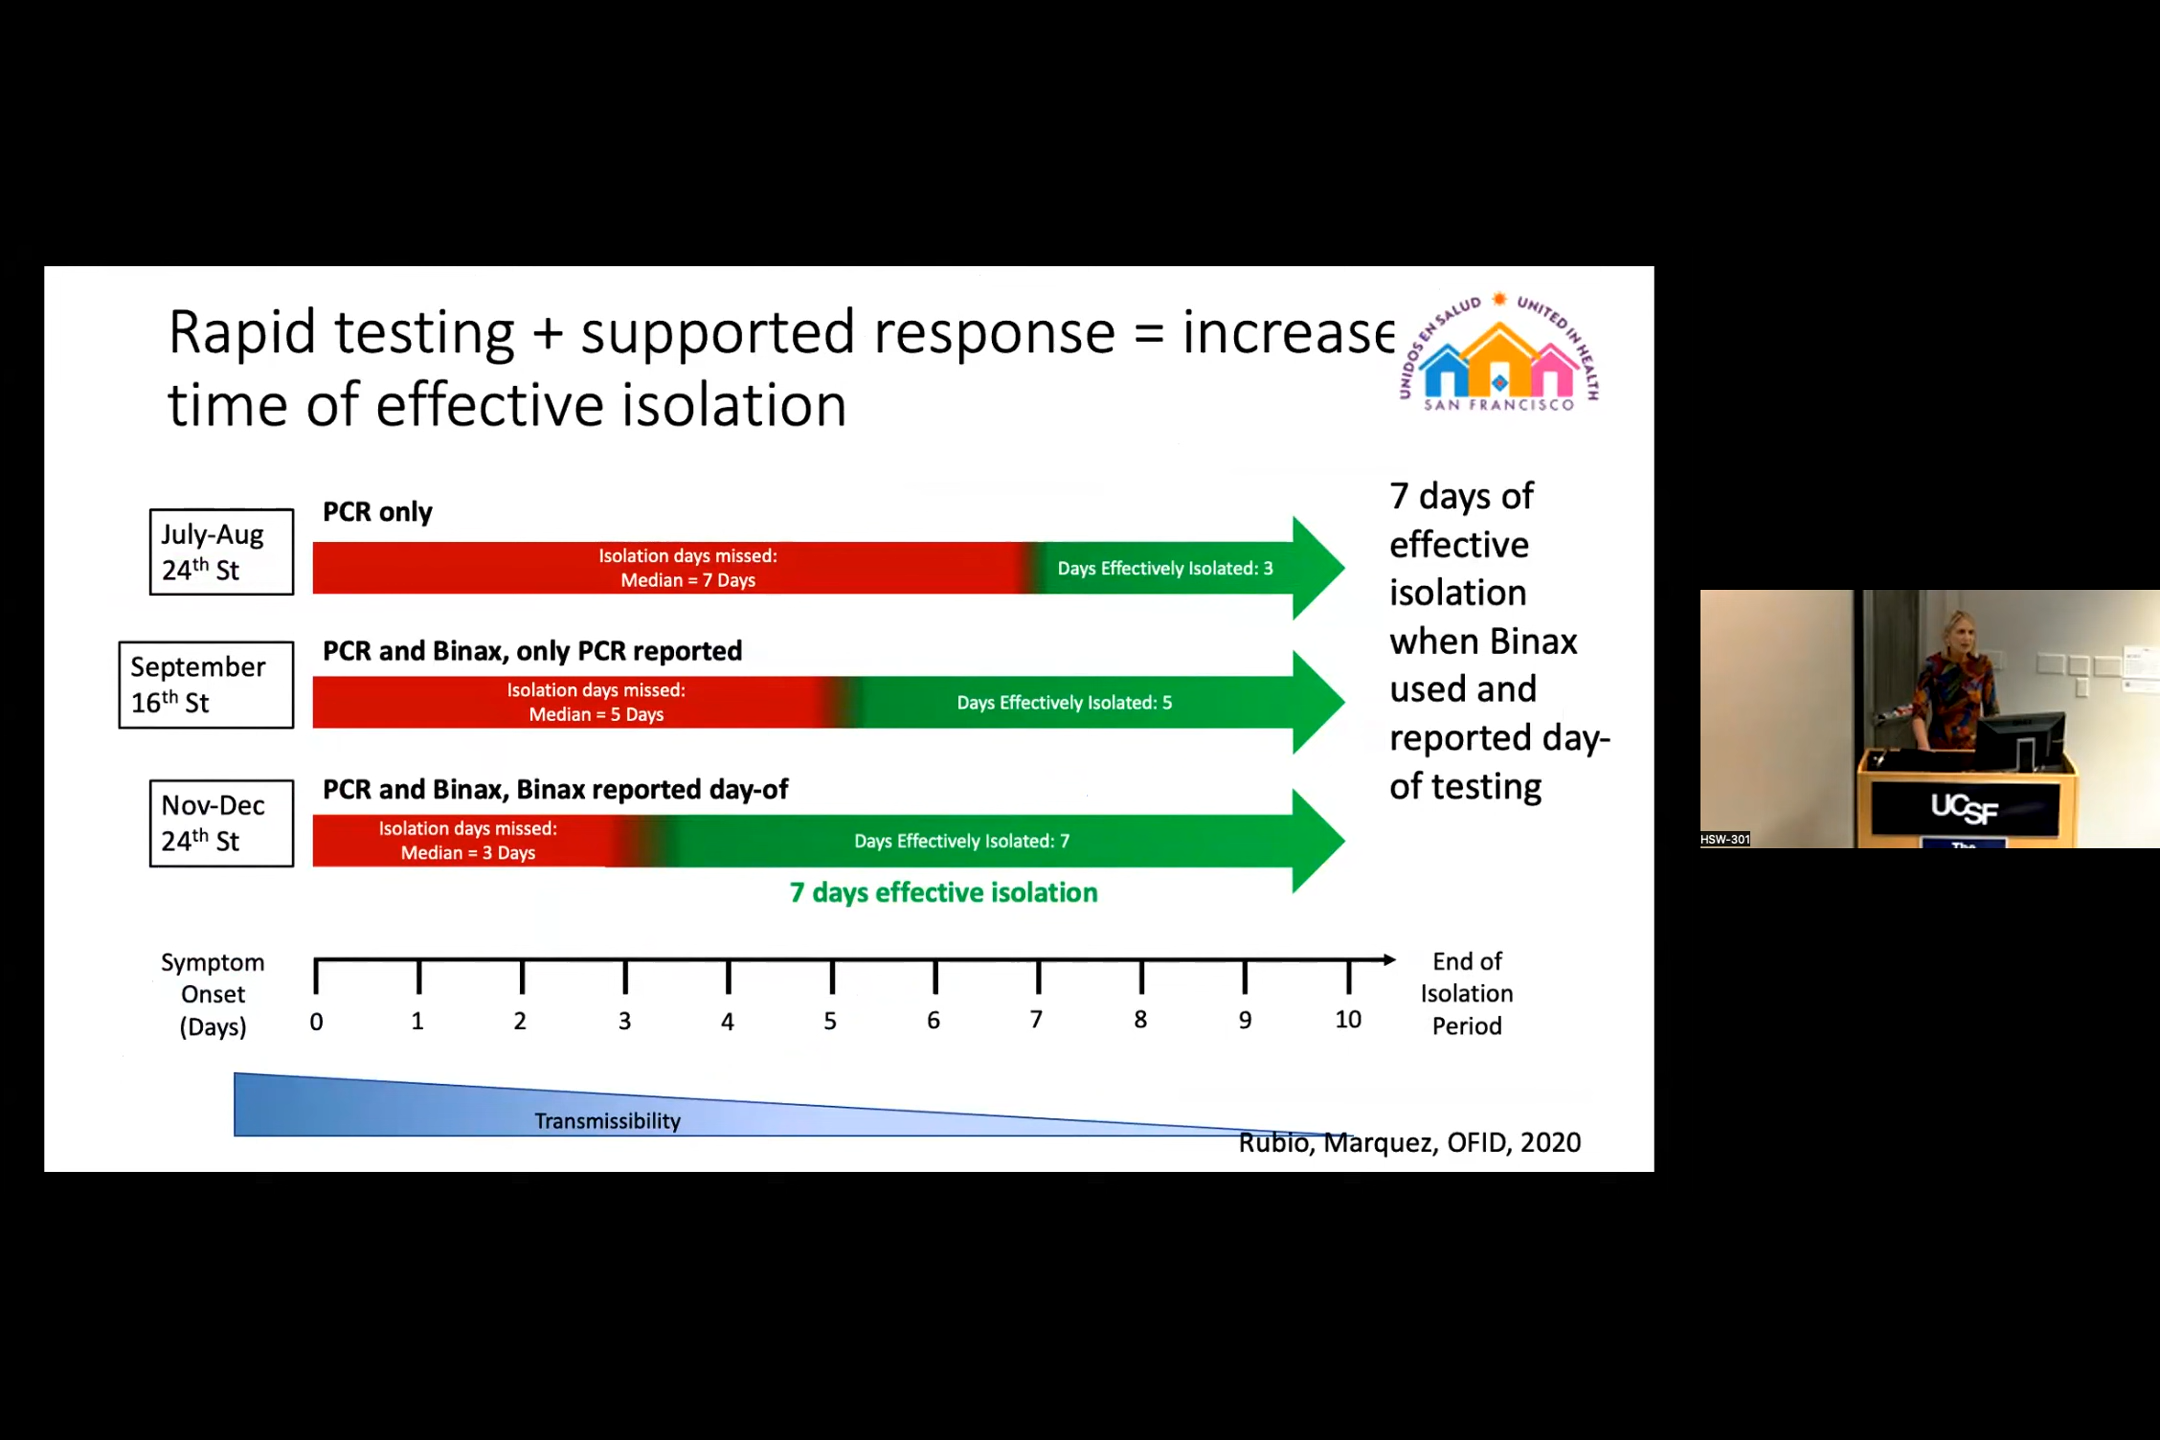 Rapid testing + supported response = increase
time of effective isolation
UNIDOS EN SALUD UNITED IN HEALTH
SAN FRANCISCO
July-Aug
24th St
PCR only
Isolation days missed:
Median = 7 Days
Days Effectively Isolated: 3
September
16th St
PCR and Binax, only PCR reported
Isolation days missed:
Median = 5 Days
Days Effectively Isolated: 5
Nov-Dec
24th St
PCR and Binax, Binax reported day-of
Isolation days missed:
Median = 3 Days
Days Effectively Isolated: 7
7 days effective isolation
7 days of
effective
isolation
when Binax
used and
reported day-
of testing
Symptom
Onset
(Days)
0 1 2 3 4 5 6 7 8 9 10
End of
Isolation
Period
Transmissibility
Rubio, Marquez, OFID, 2020
UCSF
The
HSW-301